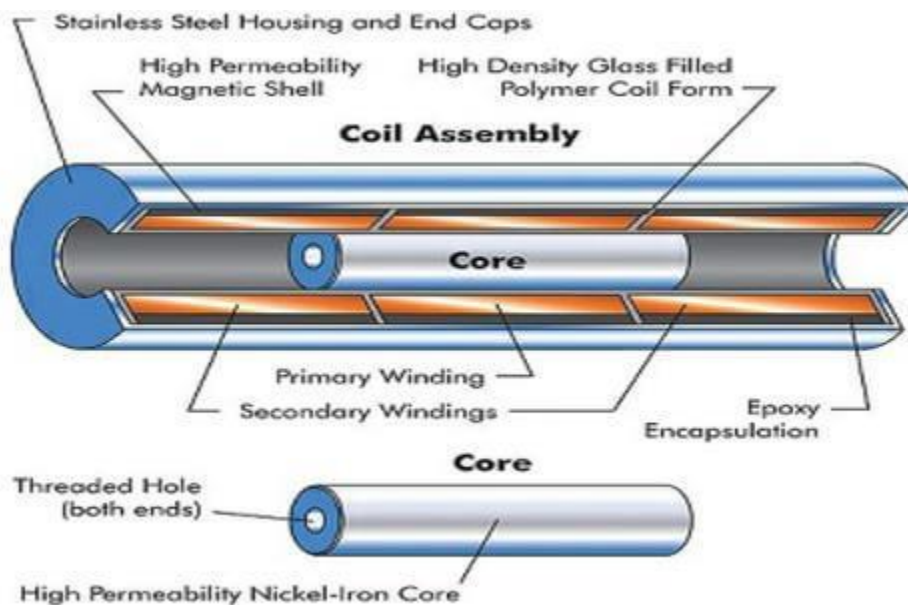 Stainless Steel Housing and End Caps
High Permeability
Magnetic Shell
High Density Glass Filled
Polymer Coil Form
Coil Assembly
Core
Primary Winding
Secondary Windings
Epoxy
Encapsulation
Core
Threaded Hole
(both ends)
High Permeability Nickel-Iron Core